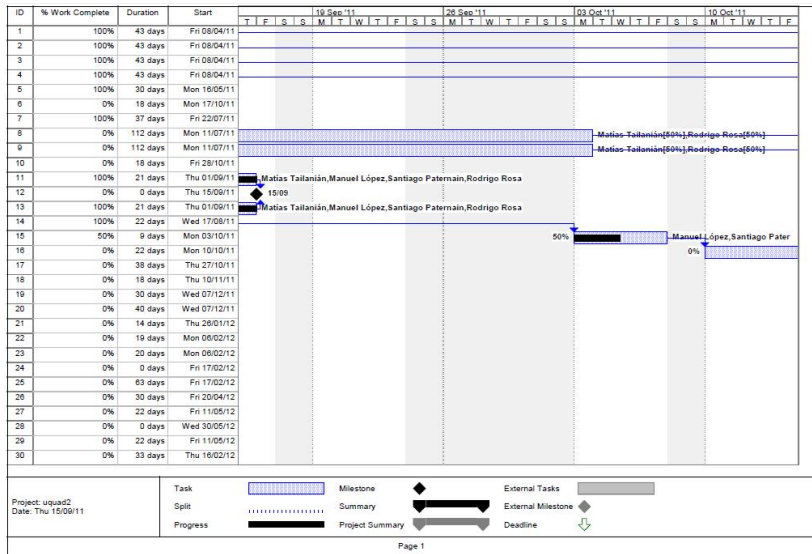 ID % Work Complete Duration Start 19 Sep '11 26 Sep '11 03 Oct '11 10 Oct '11
T F S S M T W T F S S M T W T F S S M T W T F S S M T W T F
1 100% 43 days Fri 08/04/11
2 100% 43 days Fri 08/04/11
3 100% 43 days Fri 08/04/11
4 100% 43 days Fri 08/04/11
5 100% 30 days Mon 16/05/11
6 0% 18 days Mon 17/10/11
7 100% 37 days Fri 22/07/11
8 0% 112 days Mon 11/07/11 Matías Tailanián[50%],Rodrigo Rosa[50%]
9 0% 112 days Mon 11/07/11 Matías Tailanián[50%],Rodrigo Rosa[50%]
10 0% 18 days Fri 28/10/11
11 100% 21 days Thu 01/09/11 Matías Tailanián,Manuel López,Santiago Paternain,Rodrigo Rosa
12 0% 0 days Thu 15/09/11 15/09
13 100% 21 days Thu 01/09/11 Matías Tailanián,Manuel López,Santiago Paternain,Rodrigo Rosa
14 100% 22 days Wed 17/08/11
15 50% 9 days Mon 03/10/11 50% Manuel López,Santiago Pater
16 0% 22 days Mon 10/10/11 0%
17 0% 38 days Thu 27/10/11
18 0% 18 days Thu 10/11/11
19 0% 30 days Wed 07/12/11
20 0% 40 days Wed 07/12/11
21 0% 14 days Thu 26/01/12
22 0% 19 days Mon 06/02/12
23 0% 20 days Mon 06/02/12
24 0% 0 days Fri 17/02/12
25 0% 63 days Fri 17/02/12
26 0% 30 days Fri 20/04/12
27 0% 22 days Fri 11/05/12
28 0% 0 days Wed 30/05/12
29 0% 22 days Fri 11/05/12
30 0% 33 days Thu 16/02/12
Project: uquad2
Date: Thu 15/09/11
Task Milestone External Tasks
Split Summary External Milestone
Progress Project Summary Deadline
Page 1